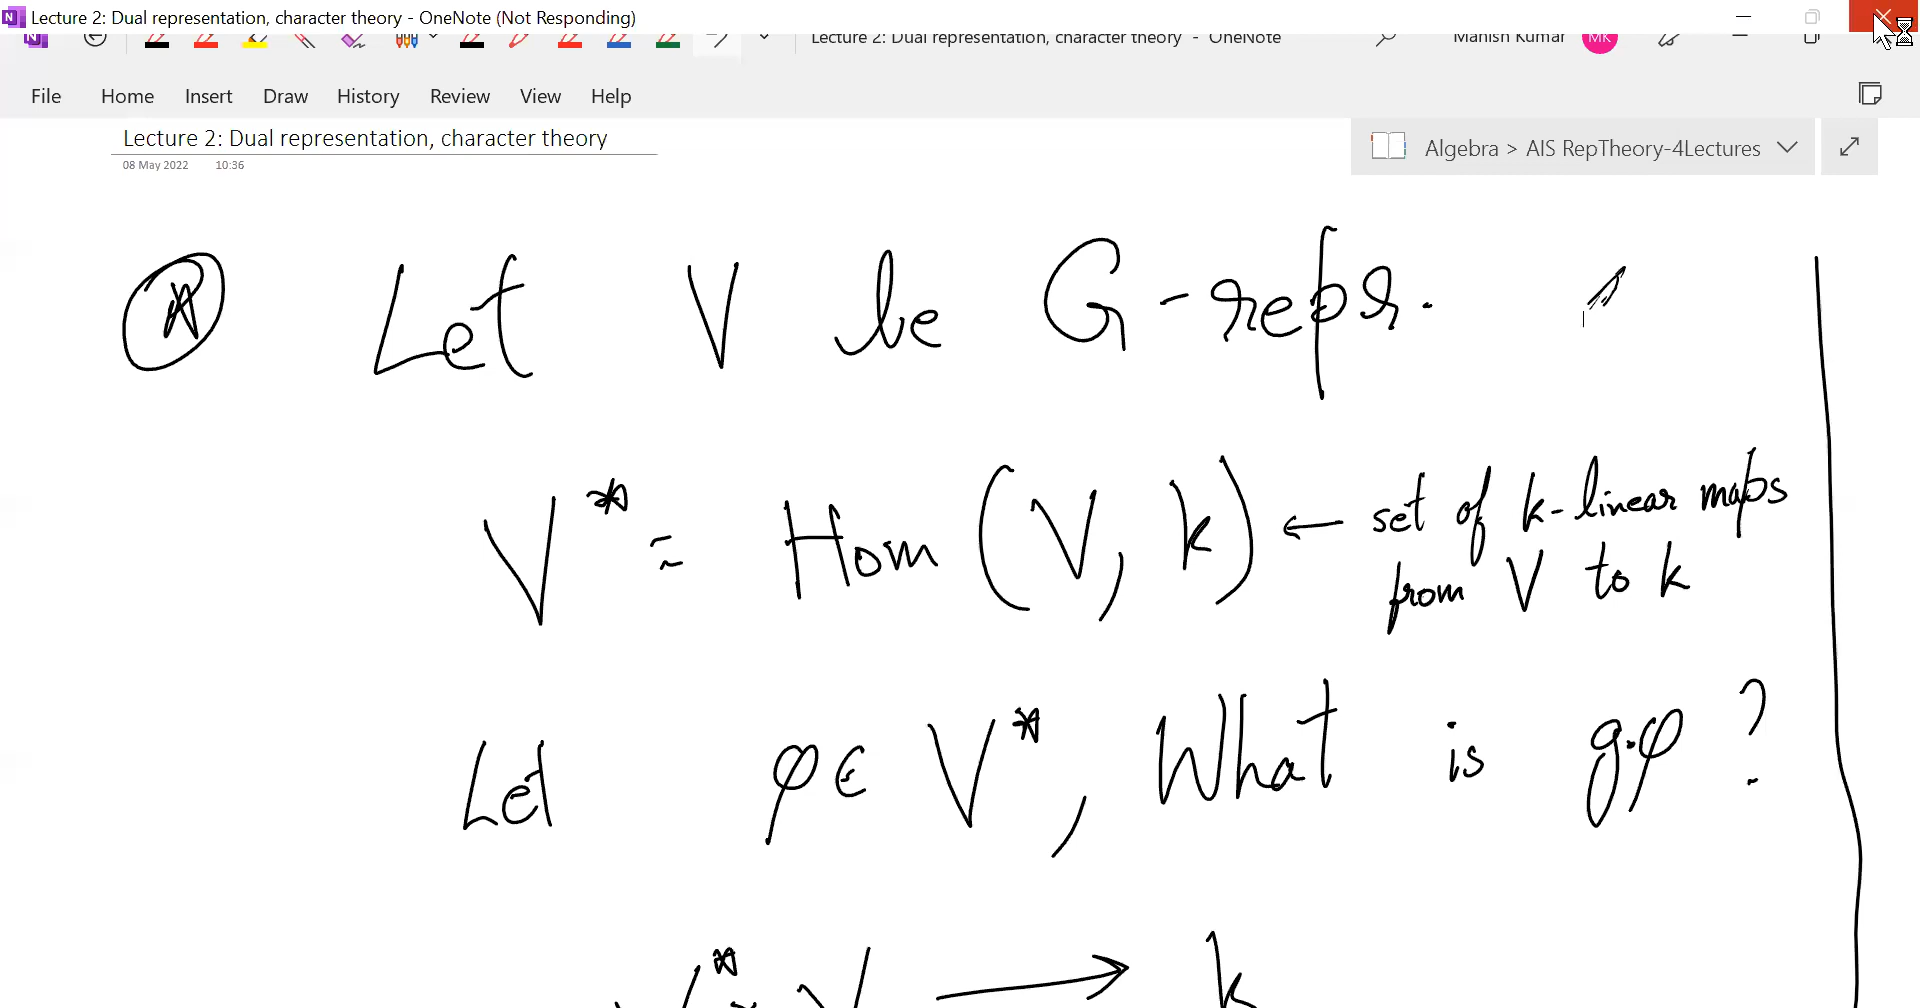 Lecture 2: Dual representation, character theory - OneNote (Not Responding)
Lecture 2: Dual representation, character theory - OneNote
Manish Kumar
MK
File Home Insert Draw History Review View Help
Lecture 2: Dual representation, character theory
08 May 2022 10:36
Algebra > AIS RepTheory-4Lectures
Let V be G-repr.
V* = Hom (V, k) ← set of k-linear maps
from V to k
Let φ ∈ V*, What is g.φ ?
V* × V → k